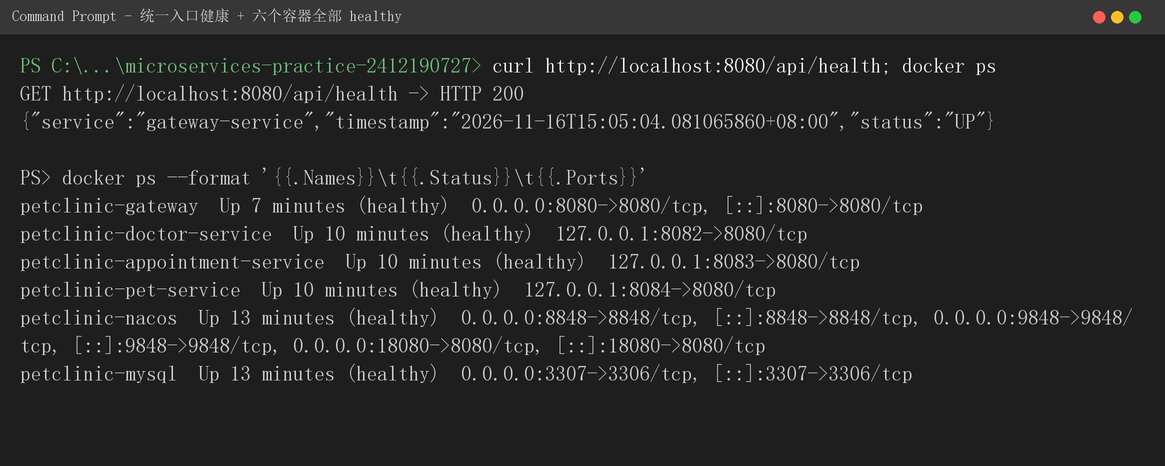 Command Prompt - 统一入口健康 + 六个容器全部 healthy
PS C:\...\microservices-practice-2412190727> curl http://localhost:8080/api/health; docker ps
GET http://localhost:8080/api/health -> HTTP 200
{"service":"gateway-service","timestamp":"2026-11-16T15:05:04.081065860+08:00","status":"UP"}
PS> docker ps --format '{{.Names}}\t{{.Status}}\t{{.Ports}}'
petclinic-gateway  Up 7 minutes (healthy)  0.0.0.0:8080->8080/tcp, [::]:8080->8080/tcp
petclinic-doctor-service  Up 10 minutes (healthy)  127.0.0.1:8082->8080/tcp
petclinic-appointment-service  Up 10 minutes (healthy)  127.0.0.1:8083->8080/tcp
petclinic-pet-service  Up 10 minutes (healthy)  127.0.0.1:8084->8080/tcp
petclinic-nacos  Up 13 minutes (healthy)  0.0.0.0:8848->8848/tcp, [::]:8848->8848/tcp, 0.0.0.0:9848->9848/
tcp, [::]:9848->9848/tcp, 0.0.0.0:18080->8080/tcp, [::]:18080->8080/tcp
petclinic-mysql  Up 13 minutes (healthy)  0.0.0.0:3307->3306/tcp, [::]:3307->3306/tcp